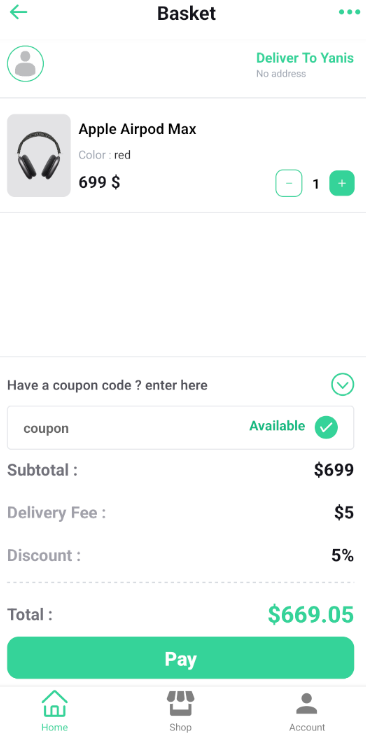 Basket
Deliver To Yanis
No address
Apple Airpod Max
Color : red
699 $
1
Have a coupon code ? enter here
coupon
Available
Subtotal :
$699
Delivery Fee :
$5
Discount :
5%
Total :
$669.05
Pay
Home
Shop
Account